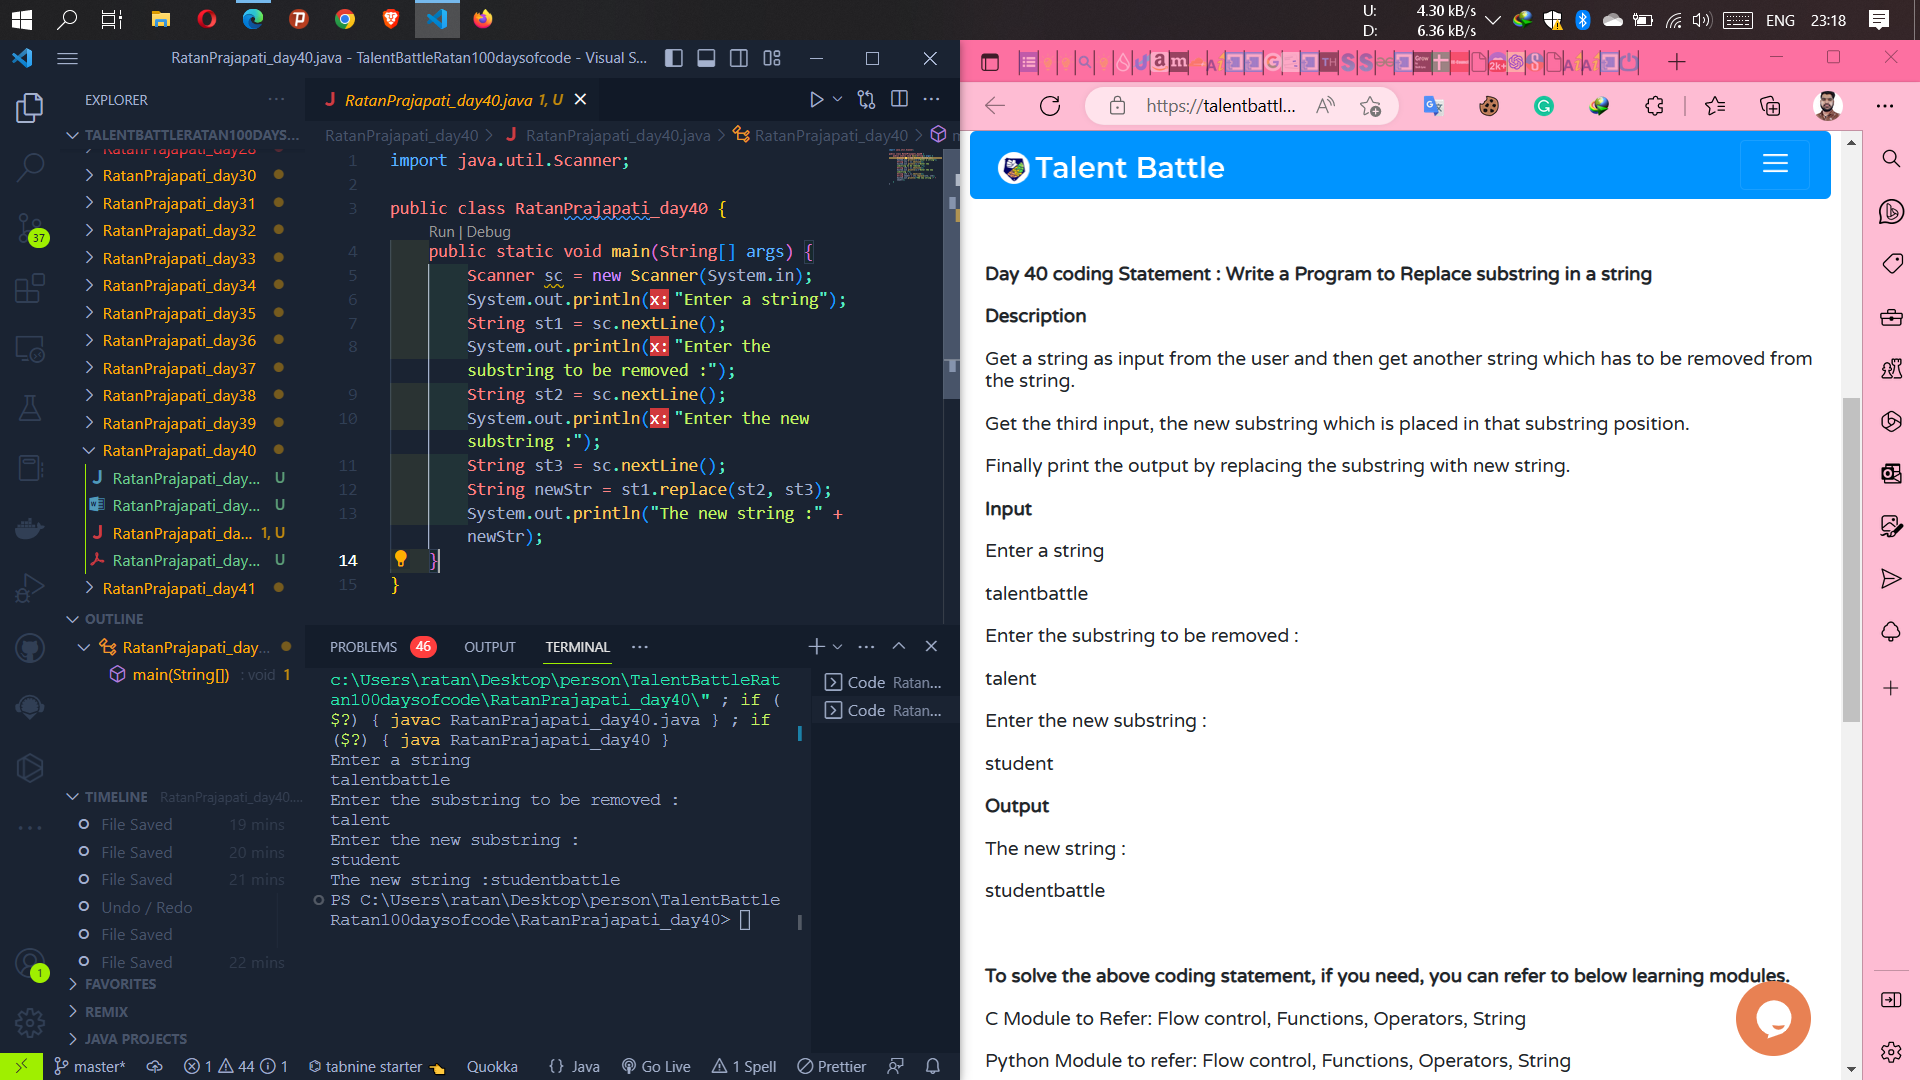 U: 4.30 kB/s
D: 6.36 kB/s
ENG 23:18
RatanPrajapati_day40.java - TalentBattleRatan100daysofcode - Visual S...
EXPLORER
TALENTBATTLERATAN100DAYS...
RatanPrajapati_day28
RatanPrajapati_day30
RatanPrajapati_day31
RatanPrajapati_day32
RatanPrajapati_day33
RatanPrajapati_day34
RatanPrajapati_day35
RatanPrajapati_day36
RatanPrajapati_day37
RatanPrajapati_day38
RatanPrajapati_day39
RatanPrajapati_day40
J RatanPrajapati_day... U
RatanPrajapati_day... U
J RatanPrajapati_da... 1, U
RatanPrajapati_day... U
RatanPrajapati_day41
37
OUTLINE
RatanPrajapati_day...
main(String[]) : void 1
TIMELINE RatanPrajapati_day40....
File Saved 19 mins
File Saved 20 mins
File Saved 21 mins
Undo / Redo
File Saved
File Saved 22 mins
1
FAVORITES
REMIX
JAVA PROJECTS
J RatanPrajapati_day40.java 1, U
RatanPrajapati_day40 > J RatanPrajapati_day40.java > RatanPrajapati_day40 > m
1 import java.util.Scanner;
2
3 public class RatanPrajapati_day40 {
Run | Debug
4 public static void main(String[] args) {
5 Scanner sc = new Scanner(System.in);
6 System.out.println(x: "Enter a string");
7 String st1 = sc.nextLine();
8 System.out.println(x: "Enter the
substring to be removed :");
9 String st2 = sc.nextLine();
10 System.out.println(x: "Enter the new
substring :");
11 String st3 = sc.nextLine();
12 String newStr = st1.replace(st2, st3);
13 System.out.println("The new string :" +
newStr);
14 }
15 }
PROBLEMS 46 OUTPUT TERMINAL
c:\Users\ratan\Desktop\person\TalentBattleRat
an100daysofcode\RatanPrajapati_day40\" ; if (
$?) { javac RatanPrajapati_day40.java } ; if
($?) { java RatanPrajapati_day40 }
Enter a string
talentbattle
Enter the substring to be removed :
talent
Enter the new substring :
student
The new string :studentbattle
PS C:\Users\ratan\Desktop\person\TalentBattle
Ratan100daysofcode\RatanPrajapati_day40>
Code Ratan...
Code Ratan...
master* 1 44 1 tabnine starter Quokka {} Java Go Live 1 Spell Prettier
https://talentbattl...
Talent Battle
Day 40 coding Statement : Write a Program to Replace substring in a string
Description
Get a string as input from the user and then get another string which has to be removed from
the string.
Get the third input, the new substring which is placed in that substring position.
Finally print the output by replacing the substring with new string.
Input
Enter a string
talentbattle
Enter the substring to be removed :
talent
Enter the new substring :
student
Output
The new string :
studentbattle
To solve the above coding statement, if you need, you can refer to below learning modules.
C Module to Refer: Flow control, Functions, Operators, String
Python Module to refer: Flow control, Functions, Operators, String